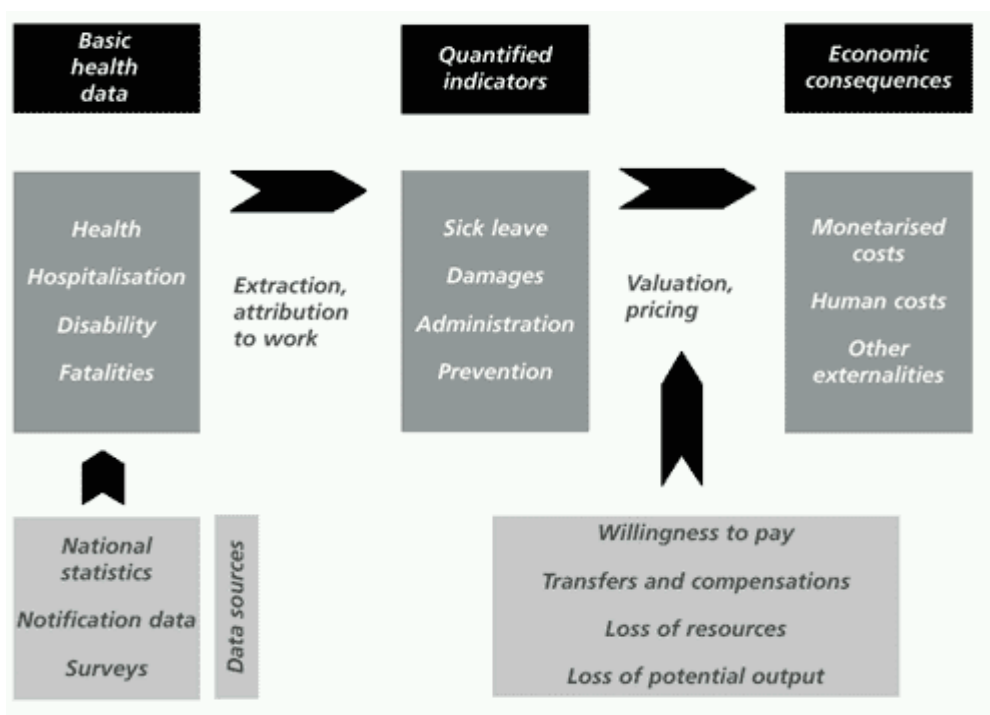 Basic
health
data
Quantified
indicators
Economic
consequences
Health
Hospitalisation
Disability
Fatalities
Extraction,
attribution
to work
Sick leave
Damages
Administration
Prevention
Valuation,
pricing
Monetarised
costs
Human costs
Other
externalities
National
statistics
Notification data
Surveys
Data sources
Willingness to pay
Transfers and compensations
Loss of resources
Loss of potential output